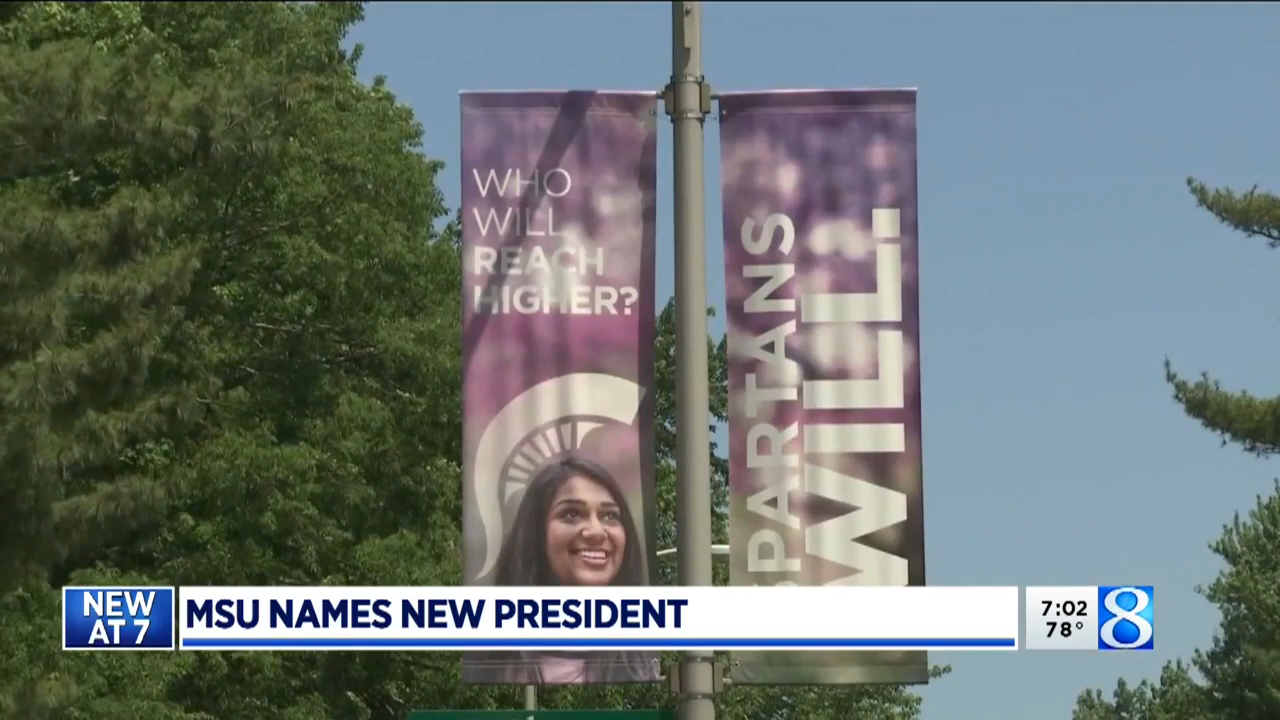 WHO
WILL
REACH
HIGHER?
SPARTANS
WILL.
NEW
AT 7
MSU NAMES NEW PRESIDENT
7:02
78°
8